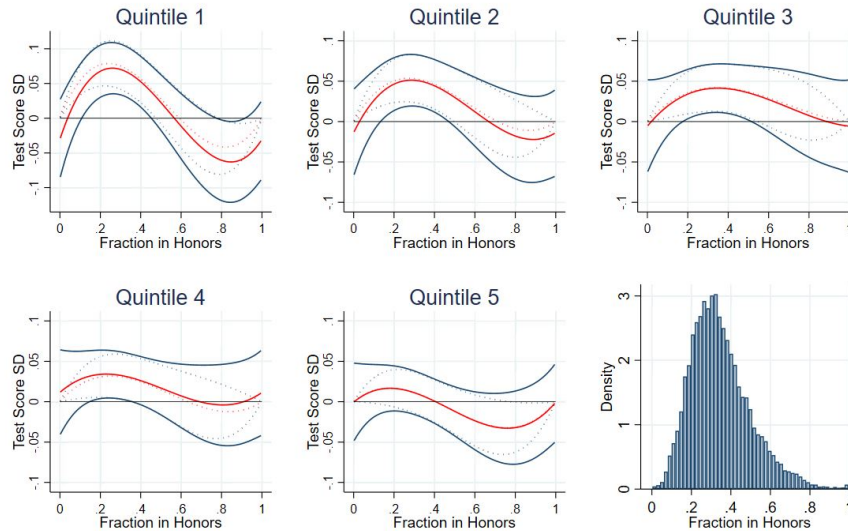 Quintile 1
Test Score SD
.1
.05
0
-.05
-.1
0 .2 .4 .6 .8 1
Fraction in Honors
Quintile 2
Test Score SD
.1
.05
0
-.05
-.1
0 .2 .4 .6 .8 1
Fraction in Honors
Quintile 3
Test Score SD
.1
.05
0
-.05
-.1
0 .2 .4 .6 .8 1
Fraction in Honors
Quintile 4
Test Score SD
.1
.05
0
-.05
-.1
0 .2 .4 .6 .8 1
Fraction in Honors
Quintile 5
Test Score SD
.1
.05
0
-.05
-.1
0 .2 .4 .6 .8 1
Fraction in Honors
Density
3
2
1
0
0 .2 .4 .6 .8 1
Fraction in Honors